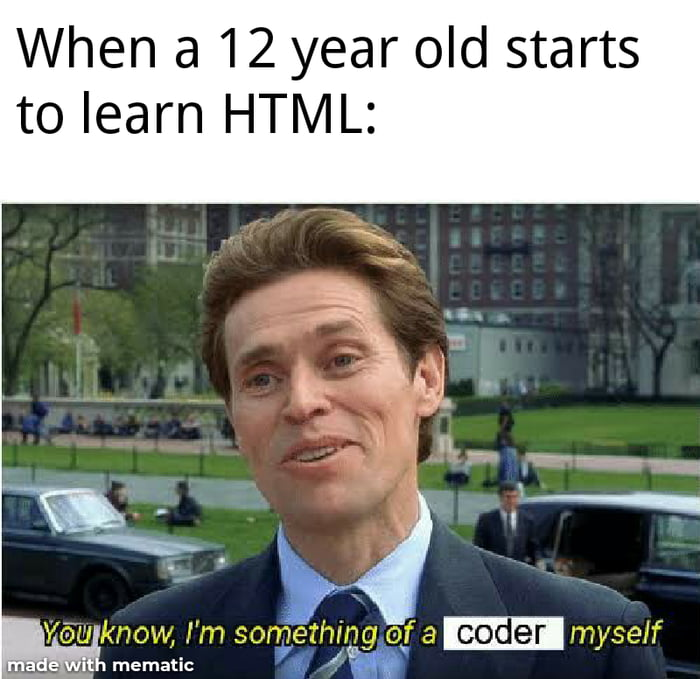 When a 12 year old starts
to learn HTML:
You know, I'm something of a coder myself
made with mematic